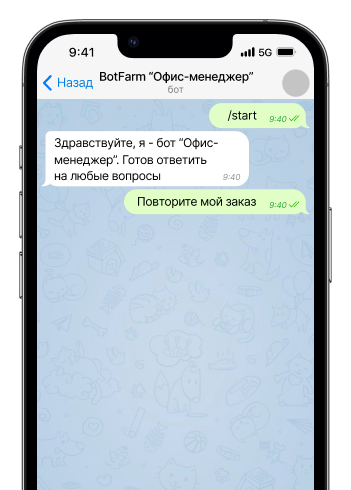 9:41
5G
Назад
BotFarm “Офис-менеджер”
бот
/start
9:40
Здравствуйте, я - бот “Офис-
менеджер”. Готов ответить
на любые вопросы
9:40
Повторите мой заказ
9:40